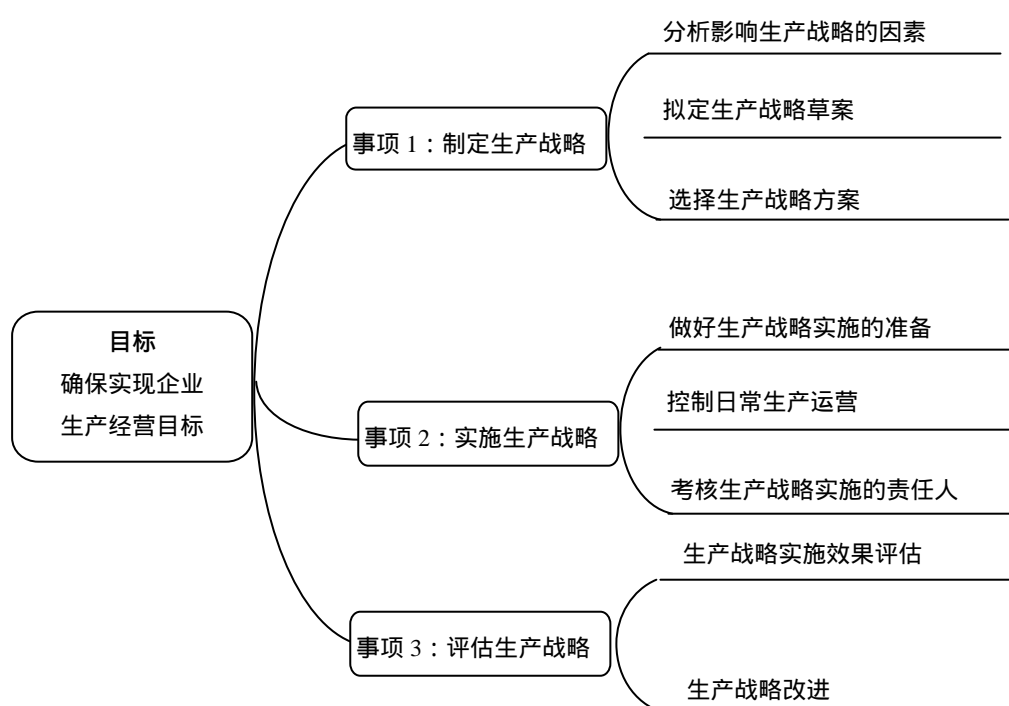 分析影响生产战略的因素
拟定生产战略草案
事项 1：制定生产战略
选择生产战略方案
目标
确保实现企业
生产经营目标
做好生产战略实施的准备
控制日常生产运营
事项 2：实施生产战略
考核生产战略实施的责任人
生产战略实施效果评估
事项 3：评估生产战略
生产战略改进